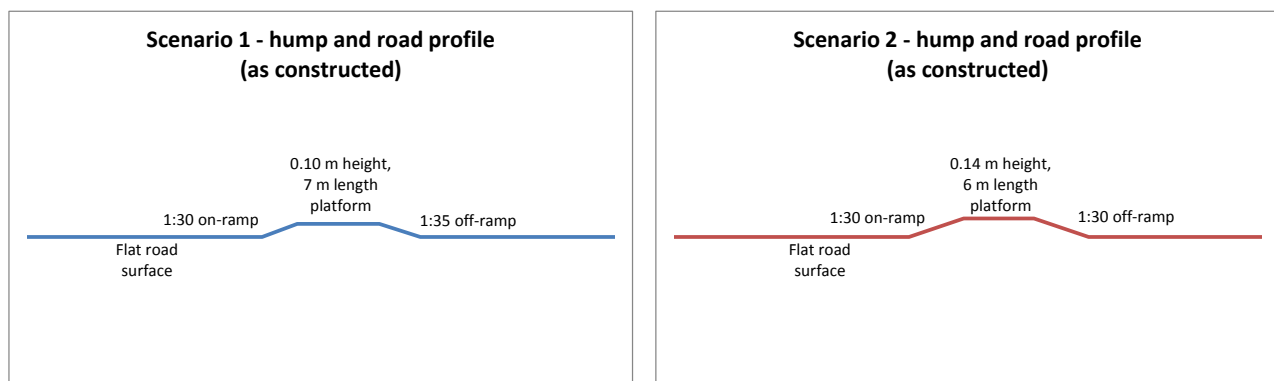 Scenario 1 - hump and road profile
(as constructed)
0.10 m height,
7 m length
platform
1:30 on-ramp
1:35 off-ramp
Flat road
surface
Scenario 2 - hump and road profile
(as constructed)
0.14 m height,
6 m length
platform
1:30 on-ramp
1:30 off-ramp
Flat road
surface